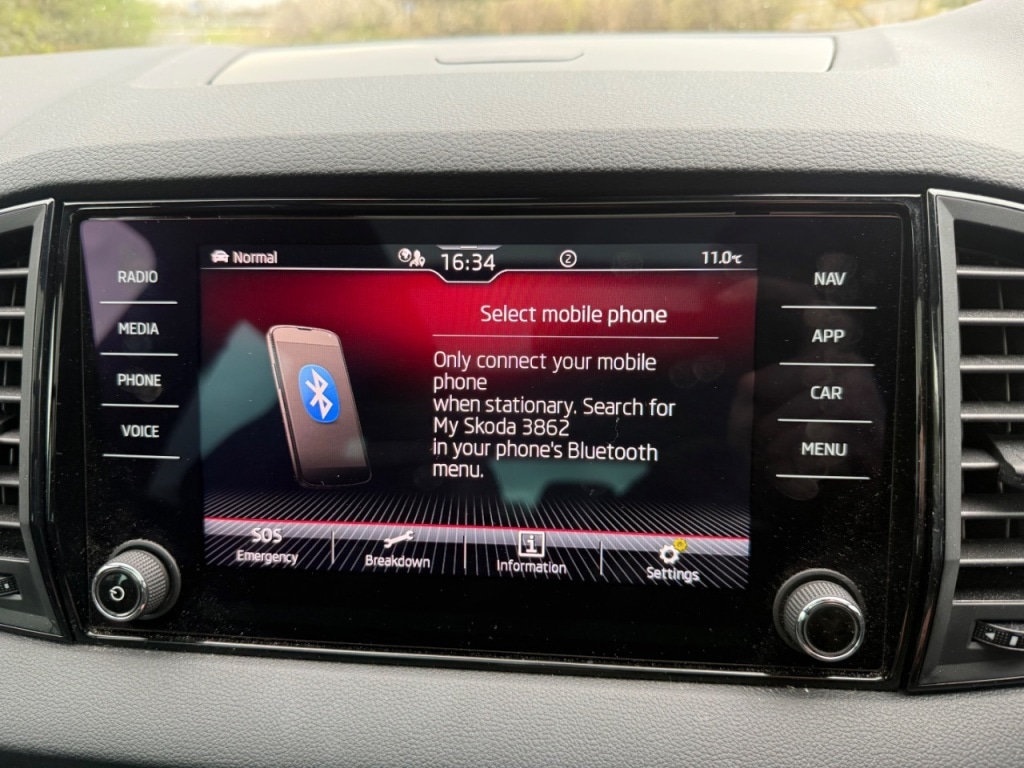 Normal
16:34
2
11.0℃
RADIO
MEDIA
PHONE
VOICE
Select mobile phone
Only connect your mobile
phone
when stationary. Search for
My Skoda 3862
in your phone's Bluetooth
menu.
NAV
APP
CAR
MENU
SOS
Emergency
Breakdown
Information
Settings